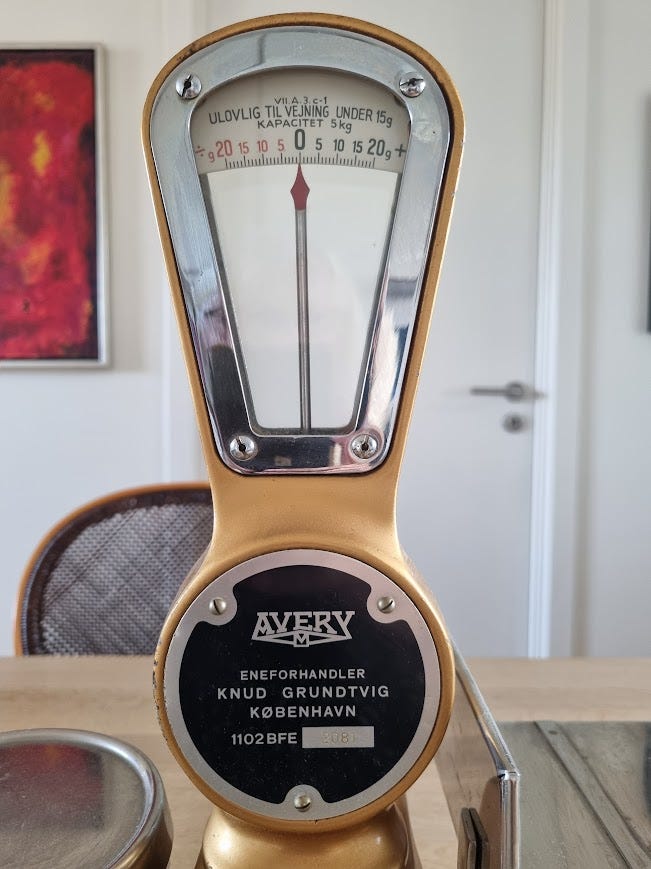 VII.A.3.c-1
ULOVLIG TIL VEJNING UNDER 15g
KAPACITET 5kg
÷ g 20 15 10 5 0 5 10 15 20 g +
AVERY
M
ENEFORHANDLER
KNUD GRUNDTVIG
KØBENHAVN
1102BFE